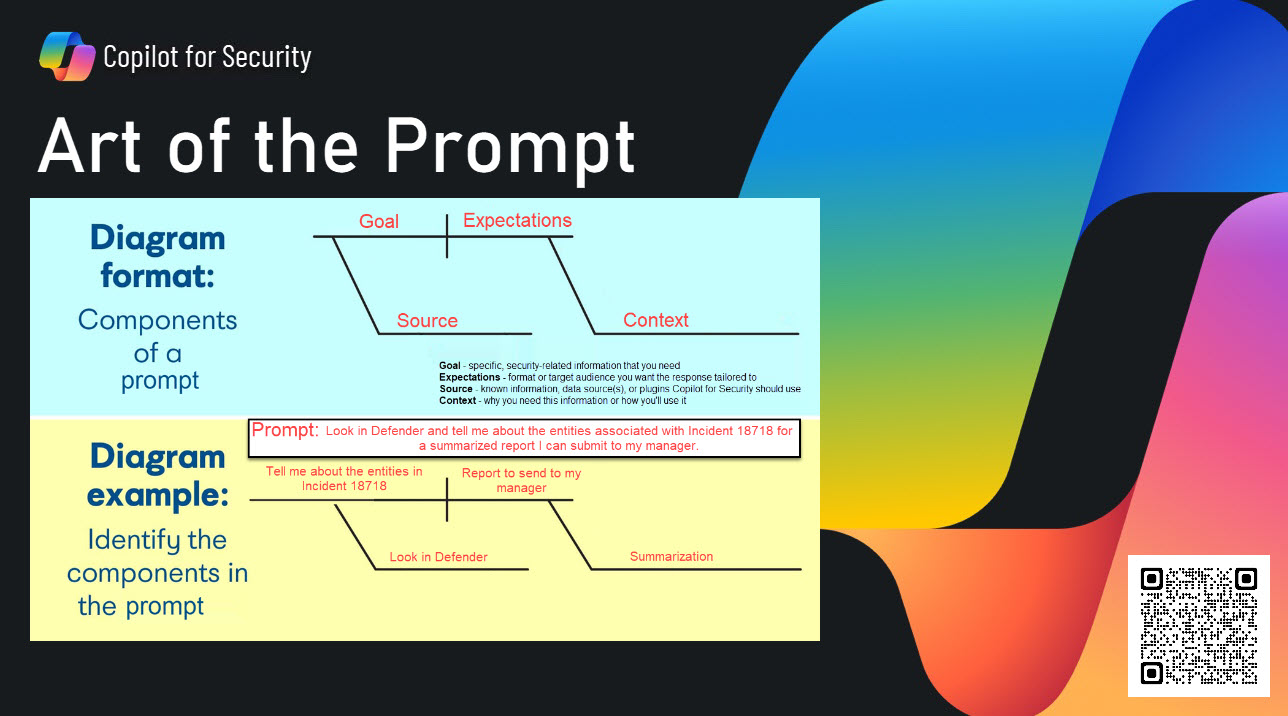 Copilot for Security
Art of the Prompt
Diagram
format:
Components
of a
prompt
Goal
Expectations
Source
Context
Goal - specific, security-related information that you need
Expectations - format or target audience you want the response tailored to
Source - known information, data source(s), or plugins Copilot for Security should use
Context - why you need this information or how you'll use it
Diagram
example:
Identify the
components in
the prompt
Prompt: Look in Defender and tell me about the entities associated with Incident 18718 for
a summarized report I can submit to my manager.
Tell me about the entities in
Incident 18718
Report to send to my
manager
Look in Defender
Summarization